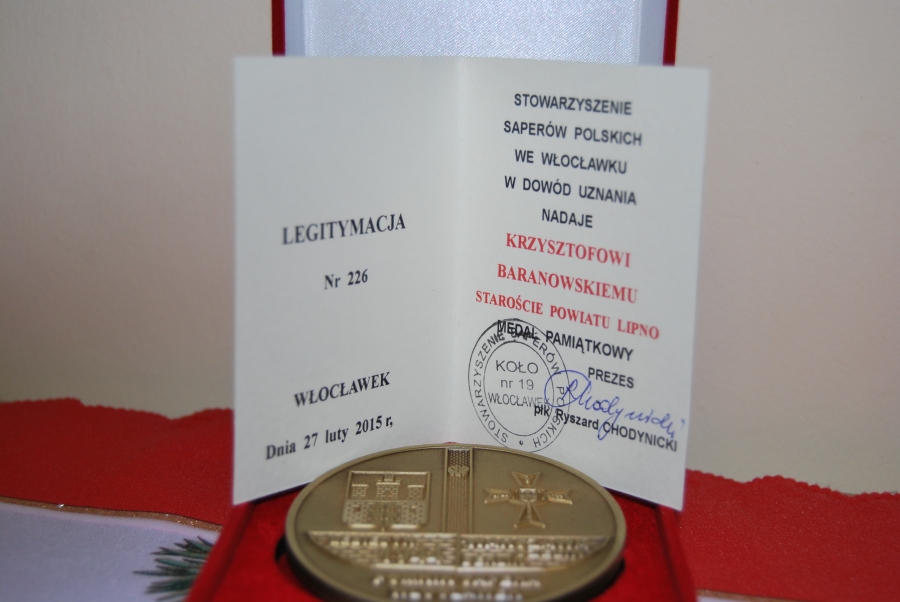 LEGITYMACJA
Nr 226
WŁOCŁAWEK
Dnia 27 luty 2015 r,
STOWARZYSZENIE
SAPERÓW POLSKICH
WE WŁOCŁAWKU
W DOWÓD UZNANIA
NADAJE
KRZYSZTOFOWI
BARANOWSKIEMU
STAROŚCIE POWIATU LIPNO
MEDAL PAMIĄTKOWY
PREZES
płk Ryszard CHODYNICKI
STOWARZYSZENIE SAPERÓW POLSKICH
KOŁO
nr 19
WŁOCŁAWEK